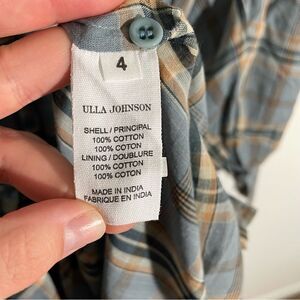 4
ULLA JOHNSON
SHELL / PRINCIPAL
100% COTTON
100% COTON
LINING / DOUBLURE
100% COTTON
100% COTON
MADE IN INDIA
FABRIQUE EN INDIA